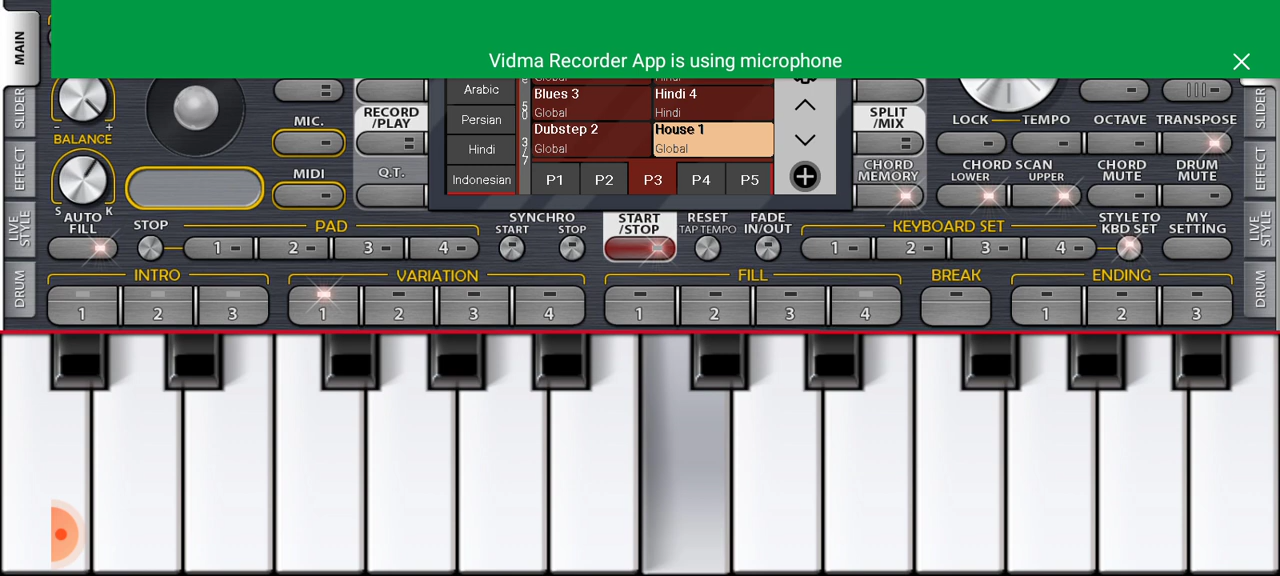 Vidma Recorder App is using microphone
MAIN
SLIDER
EFFECT
LIVE STYLE
DRUM
- +
BALANCE
S K
AUTO FILL
MIC.
MIDI
RECORD /PLAY
Q.T.
Arabic
Persian
Hindi
Indonesian
Blues 3
Global
Hindi 4
Hindi
Dubstep 2
Global
House 1
Global
P1 P2 P3 P4 P5
SPLIT /MIX
CHORD MEMORY
LOCK TEMPO OCTAVE TRANSPOSE
CHORD SCAN
LOWER UPPER
CHORD MUTE
DRUM MUTE
STOP
PAD
1 2 3 4
SYNCHRO
START STOP
START /STOP
RESET
TAP TEMPO
FADE IN/OUT
KEYBOARD SET
1 2 3 4
STYLE TO KBD SET
MY SETTING
INTRO
1 2 3
VARIATION
1 2 3 4
FILL
1 2 3 4
BREAK
ENDING
1 2 3
SLIDER
EFFECT
LIVE STYLE
DRUM